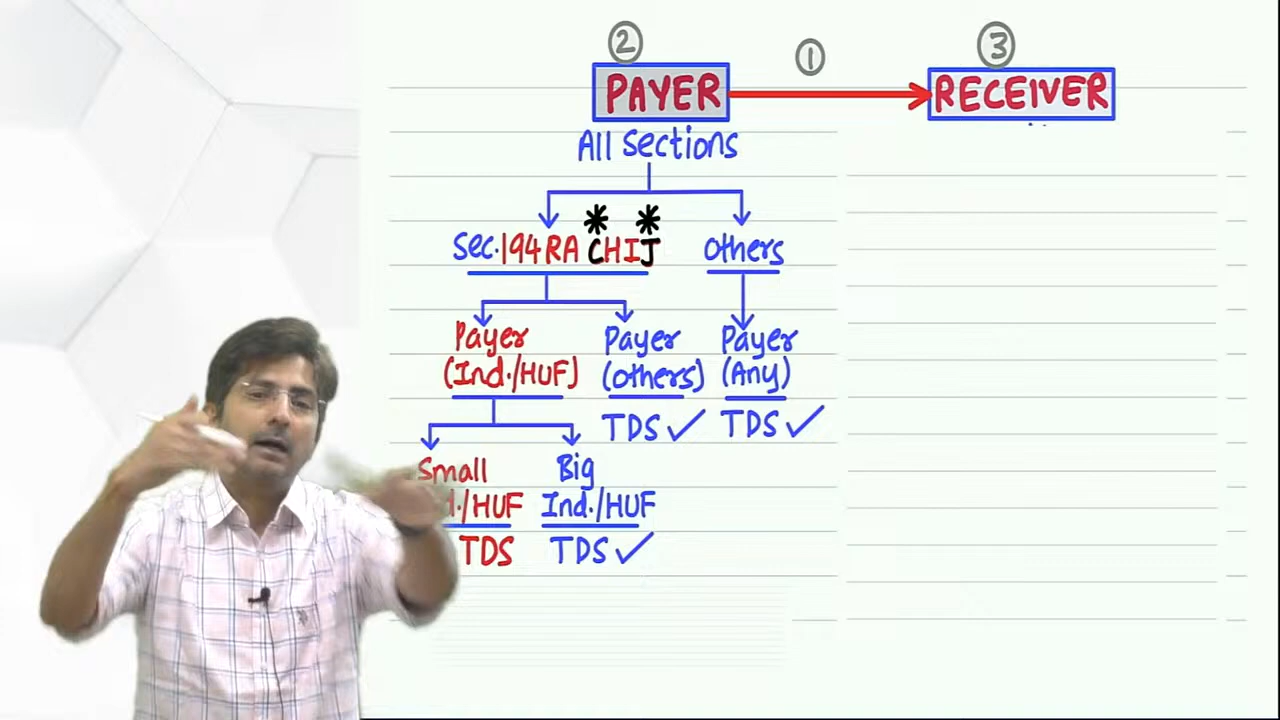 ② ① ③
PAYER RECEIVER
All Sections
Sec. 194 RA CHIJ Others
Payer Payer Payer
(Ind./HUF) (others) (Any)
TDS ✓ TDS ✓
Small Big
/HUF Ind./HUF
TDS TDS ✓